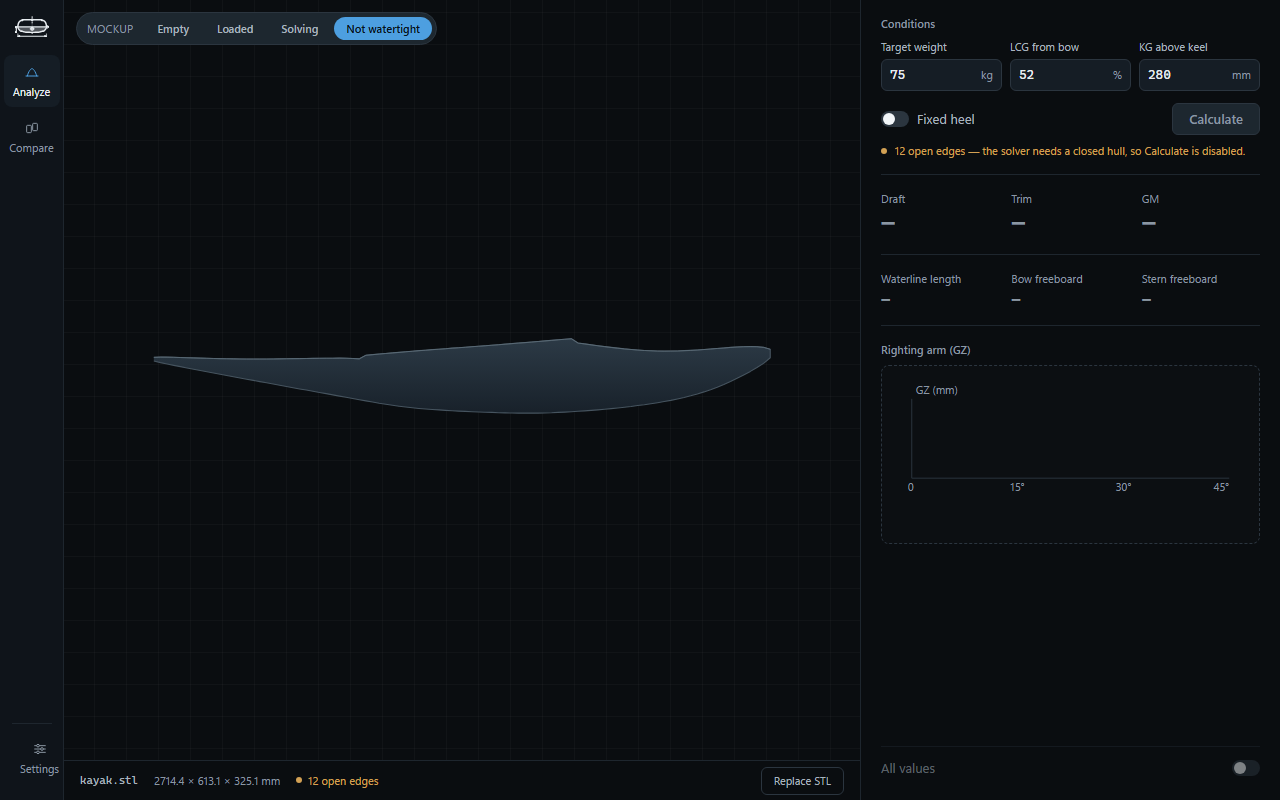 MOCKUP Empty Loaded Solving Not watertight
Analyze
Compare
Settings
kayak.stl 2714.4 × 613.1 × 325.1 mm 12 open edges Replace STL
Conditions
Target weight LCG from bow KG above keel
75 kg 52 % 280 mm
Fixed heel Calculate
12 open edges — the solver needs a closed hull, so Calculate is disabled.
Draft Trim GM
— — —
Waterline length Bow freeboard Stern freeboard
— — —
Righting arm (GZ)
GZ (mm)
0 15° 30° 45°
All values